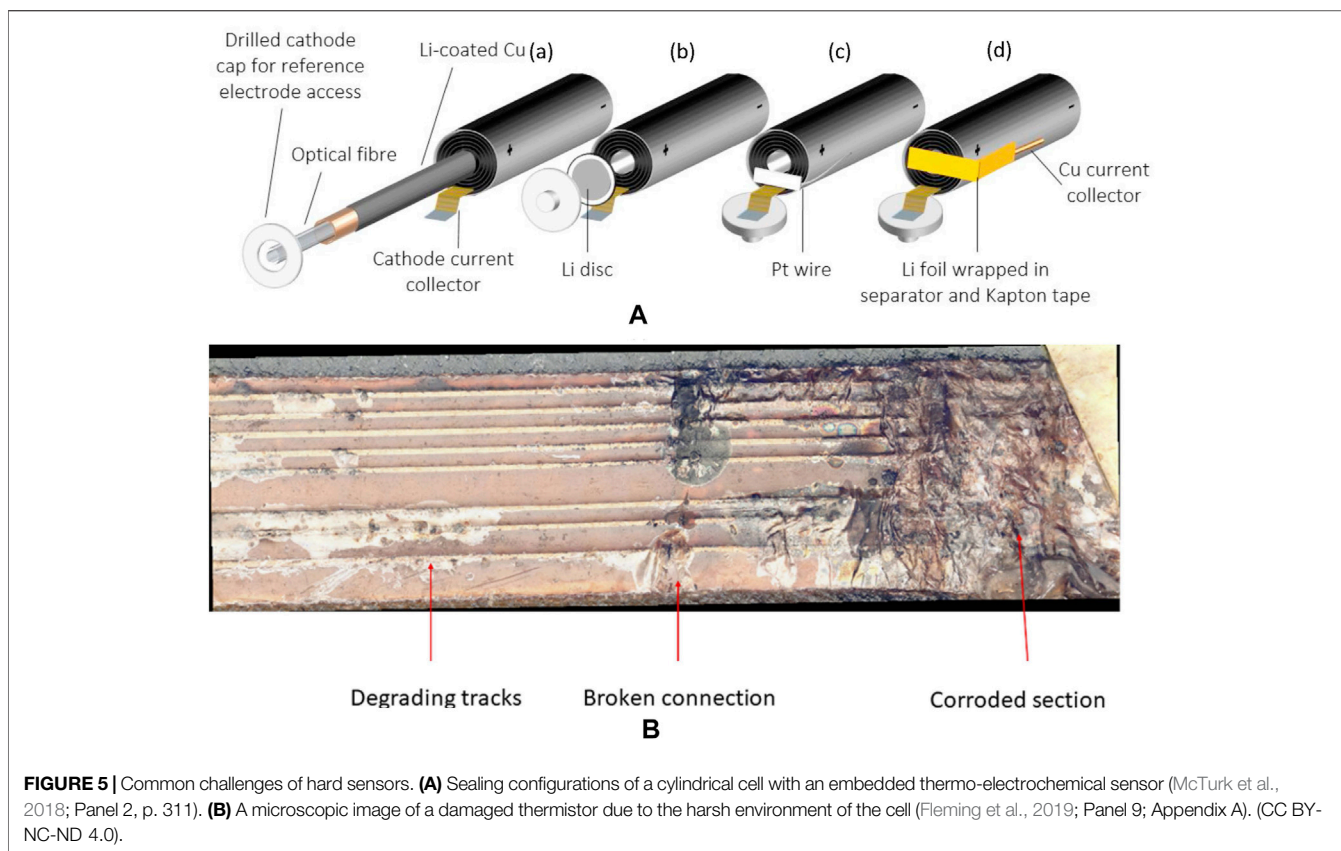 Drilled cathode
cap for reference
electrode access
Li-coated Cu
(a)
(b)
(c)
(d)
Optical fibre
Cu current
collector
Cathode current
collector
Li disc
Pt wire
Li foil wrapped in
separator and Kapton tape
+
-
+
-
+
-
+
-
A
Degrading tracks
Broken connection
Corroded section
B
FIGURE 5 | Common challenges of hard sensors. (A) Sealing configurations of a cylindrical cell with an embedded thermo-electrochemical sensor (McTurk et al.,
2018; Panel 2, p. 311). (B) A microscopic image of a damaged thermistor due to the harsh environment of the cell (Fleming et al., 2019; Panel 9; Appendix A). (CC BY-
NC-ND 4.0).